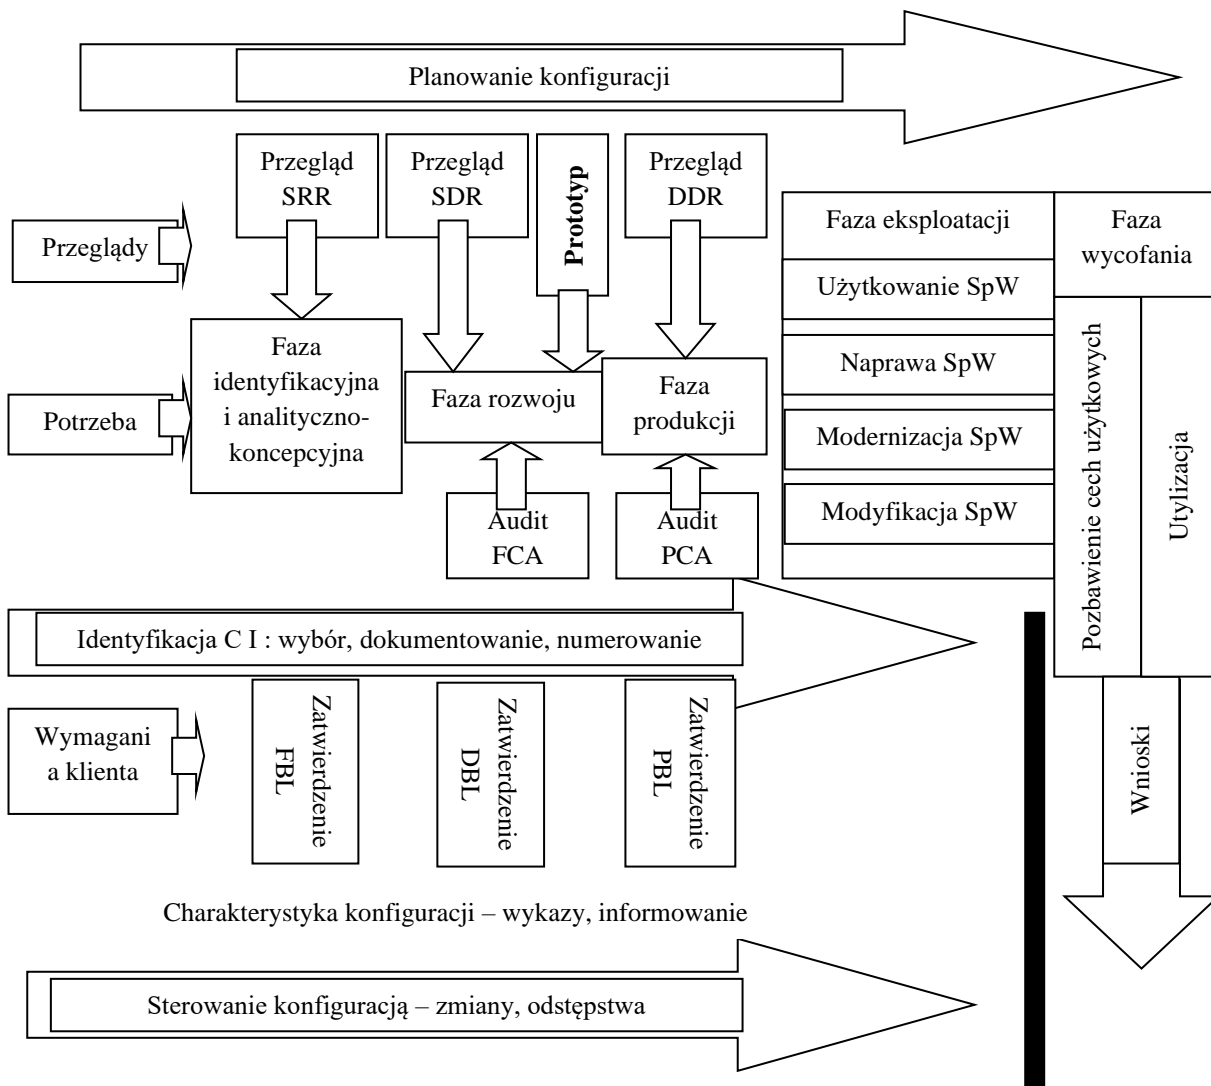 Planowanie konfiguracji
Przegląd
SRR
Przegląd
SDR
Prototyp
Przegląd
DDR
Faza eksploatacji
Faza
wycofania
Przeglądy
Użytkowanie SpW
Faza
identyfikacyjna
i analityczno-
koncepcyjna
Naprawa SpW
Potrzeba
Faza rozwoju
Faza
produkcji
Modernizacja SpW
Modyfikacja SpW
Pozbawienie cech użytkowych
Utylizacja
Audit
FCA
Audit
PCA
Identyfikacja C I : wybór, dokumentowanie, numerowanie
Wymagani
a klienta
Zatwierdzenie
FBL
Zatwierdzenie
DBL
Zatwierdzenie
PBL
Wnioski
Charakterystyka konfiguracji – wykazy, informowanie
Sterowanie konfiguracją – zmiany, odstępstwa